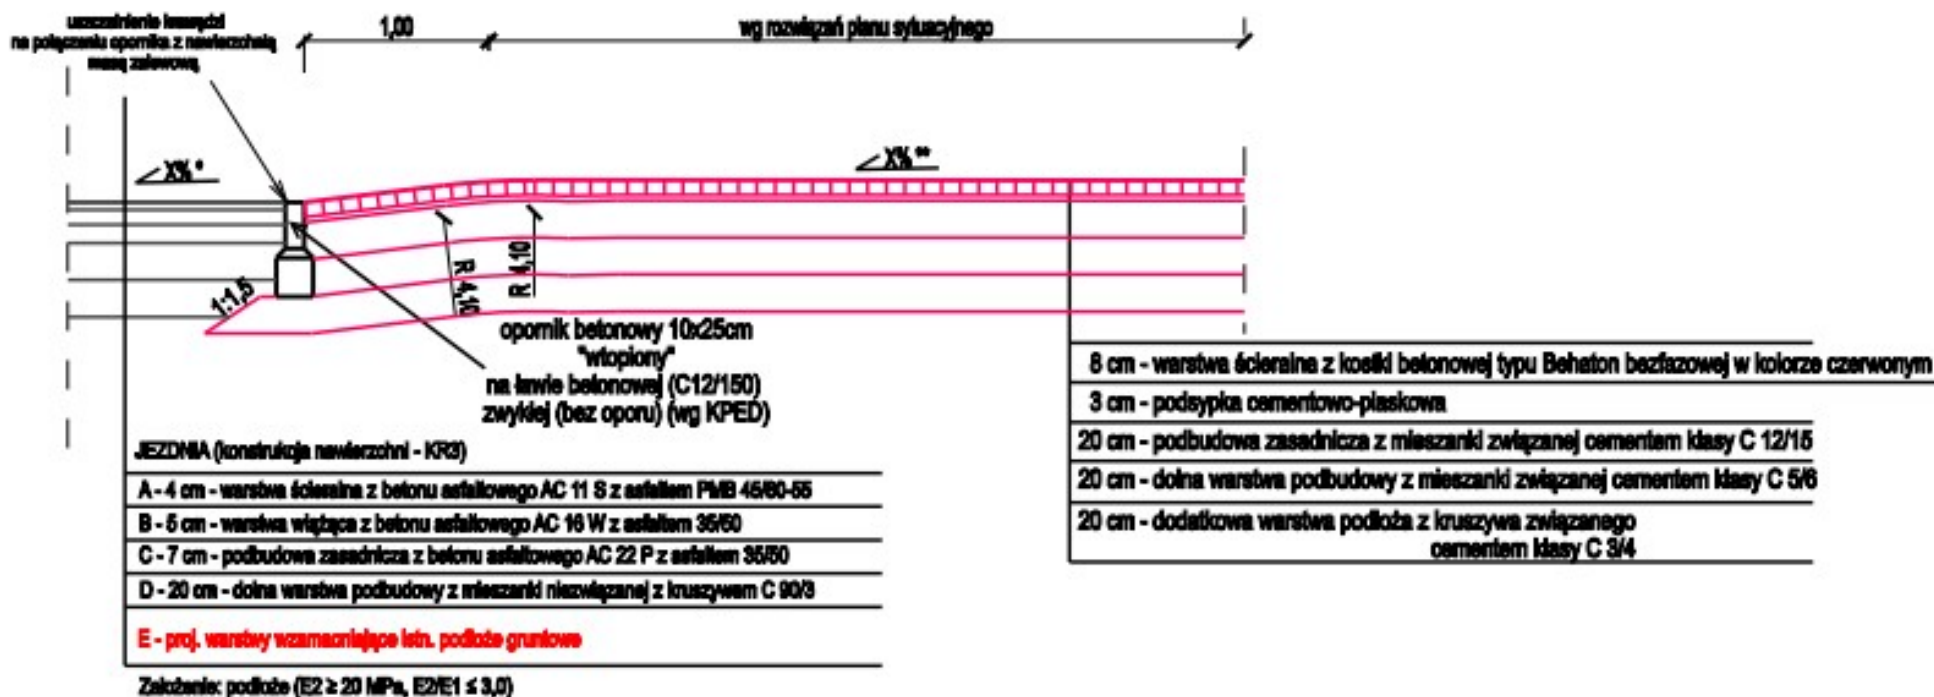 uszczelnienie krawędzi
na połączeniu opornika z nawierzchnią
masą zalewową
1,00
wg rozwiązań planu sytuacyjnego
X% *
X% **
1:1,5
R 4,10
R 4,10
opornik betonowy 10x25cm
"wtopiony"
na ławie betonowej (C12/150)
zwykłej (bez oporu) (wg KPED)
8 cm - warstwa ścieralna z kostki betonowej typu Behaton bezfazowej w kolorze czerwonym
3 cm - podsypka cementowo-piaskowa
20 cm - podbudowa zasadnicza z mieszanki związanej cementem klasy C 12/15
20 cm - dolna warstwa podbudowy z mieszanki związanej cementem klasy C 5/6
20 cm - dodatkowa warstwa podłoża z kruszywa związanego
cementem klasy C 3/4
JEZDNIA (konstrukcja nawierzchni - KR3)
A - 4 cm - warstwa ścieralna z betonu asfaltowego AC 11 S z asfaltem PMB 45/80-55
B - 5 cm - warstwa wiążąca z betonu asfaltowego AC 16 W z asfaltem 35/50
C - 7 cm - podbudowa zasadnicza z betonu asfaltowego AC 22 P z asfaltem 35/50
D - 20 cm - dolna warstwa podbudowy z mieszanki niezwiązanej z kruszywem C 90/3
E - proj. warstwy wzmacniające istn. podłoże gruntowe
Założenie: podłoże (E2 ≥ 20 MPa, E2/E1 ≤ 3,0)